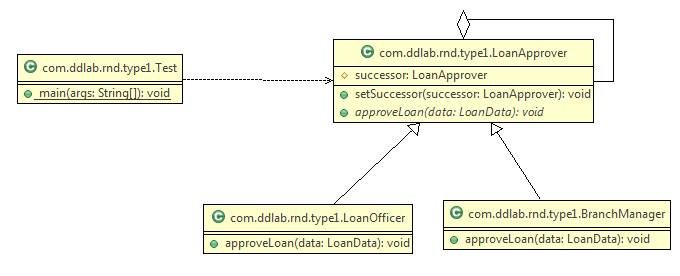 com.ddlab.rnd.type1.LoanApprover
successor: LoanApprover
setSuccessor(successor: LoanApprover): void
approveLoan(data: LoanData): void
com.ddlab.rnd.type1.Test
main(args: String[]): void
com.ddlab.rnd.type1.LoanOfficer
approveLoan(data: LoanData): void
com.ddlab.rnd.type1.BranchManager
approveLoan(data: LoanData): void